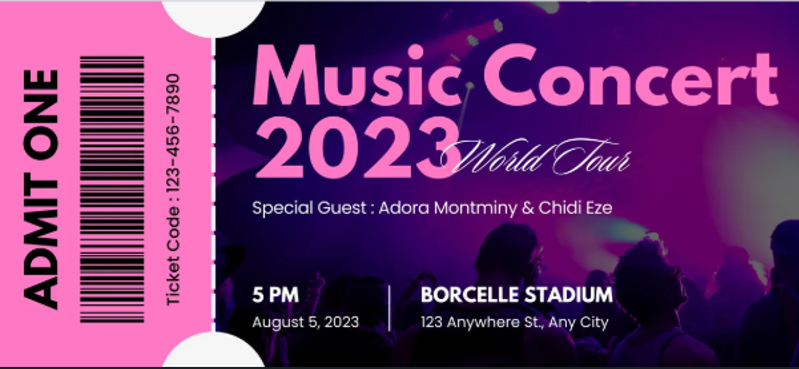 ADMIT ONE
Ticket Code : 123-456-7890
Music Concert
2023
World Tour
Special Guest : Adora Montminy & Chidi Eze
5 PM
August 5, 2023
BORCELLE STADIUM
123 Anywhere St., Any City